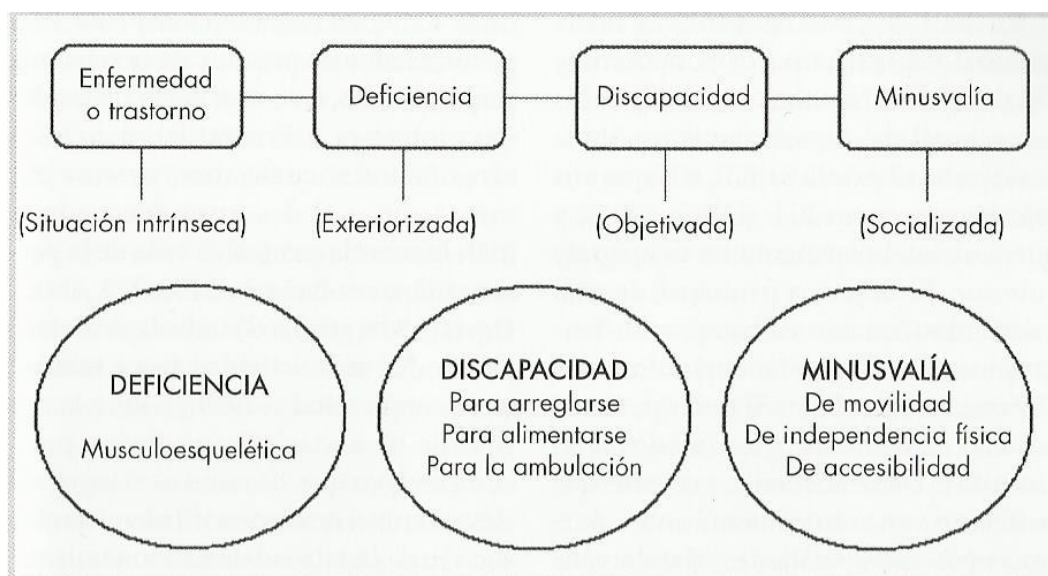 Enfermedad
o trastorno
Deficiencia
Discapacidad
Minusvalía
(Situación intrínseca)
(Exteriorizada)
(Objetivada)
(Socializada)
DEFICIENCIA
Musculoesquelética
DISCAPACIDAD
Para arreglarse
Para alimentarse
Para la ambulación
MINUSVALÍA
De movilidad
De independencia física
De accesibilidad